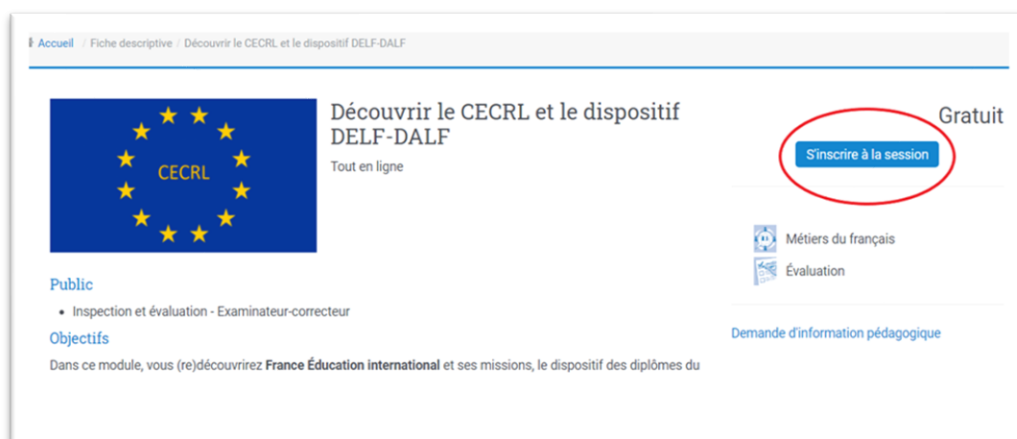 Accueil / Fiche descriptive / Découvrir le CECRL et le dispositif DELF-DALF
CECRL
Découvrir le CECRL et le dispositif
DELF-DALF
Tout en ligne
Gratuit
S'inscrire à la session
Métiers du français
Évaluation
Demande d'information pédagogique
Public
• Inspection et évaluation - Examinateur-correcteur
Objectifs
Dans ce module, vous (re)découvrirez France Éducation international et ses missions, le dispositif des diplômes du